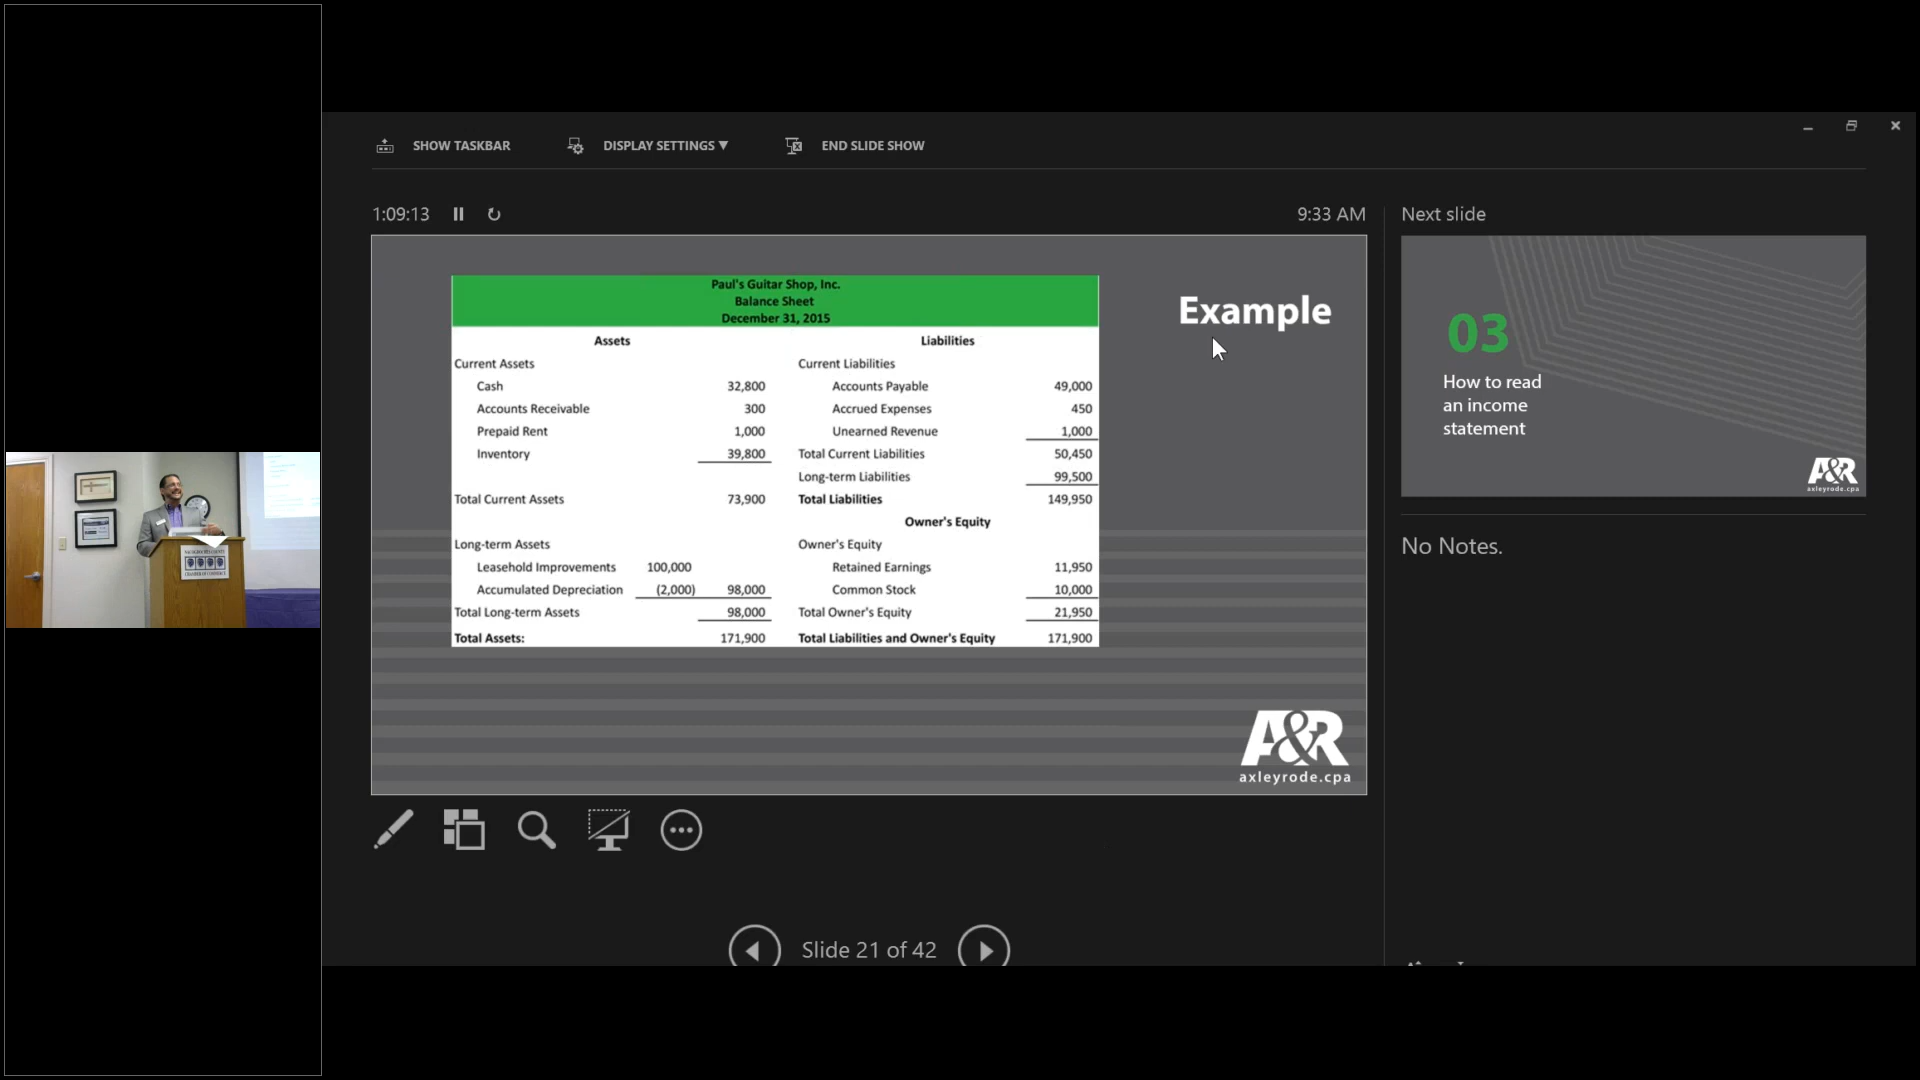 SHOW TASKBAR DISPLAY SETTINGS ▼ END SLIDE SHOW
1:09:13 9:33 AM
Paul's Guitar Shop, Inc.
Balance Sheet
December 31, 2015
Assets Liabilities
Current Assets Current Liabilities
Cash 32,800 Accounts Payable 49,000
Accounts Receivable 300 Accrued Expenses 450
Prepaid Rent 1,000 Unearned Revenue 1,000
Inventory 39,800 Total Current Liabilities 50,450
Long-term Liabilities 99,500
Total Current Assets 73,900 Total Liabilities 149,950
Owner's Equity
Long-term Assets Owner's Equity
Leasehold Improvements 100,000 Retained Earnings 11,950
Accumulated Depreciation (2,000) 98,000 Common Stock 10,000
Total Long-term Assets 98,000 Total Owner's Equity 21,950
Total Assets: 171,900 Total Liabilities and Owner's Equity 171,900
Example
A&R
axleyrode.cpa
Slide 21 of 42
Next slide
03
How to read
an income
statement
A&R
axleyrode.cpa
No Notes.